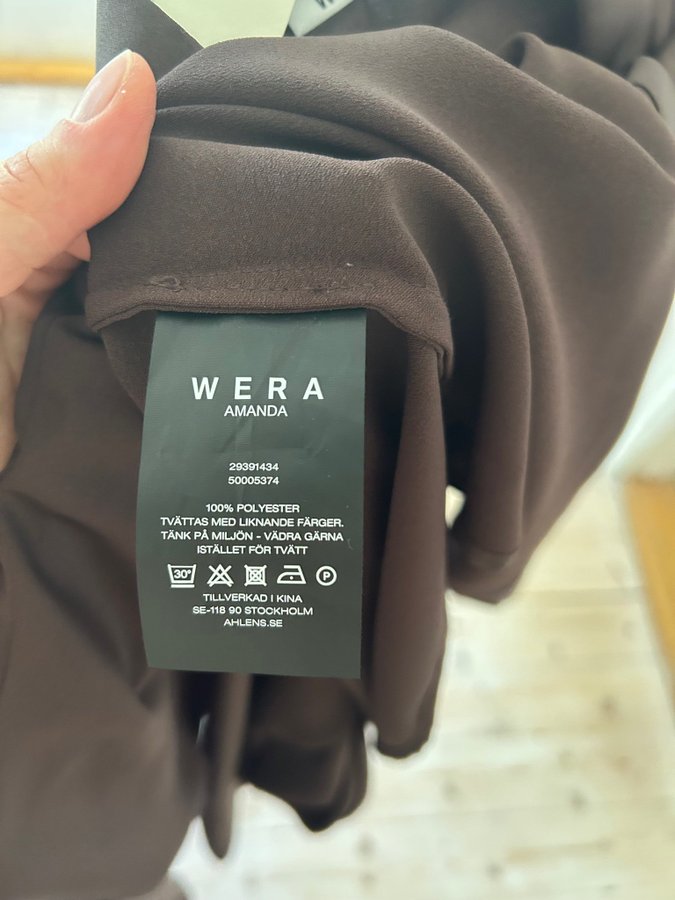 WERA
AMANDA
29391434
50005374
100% POLYESTER
TVÄTTAS MED LIKNANDE FÄRGER.
TÄNK PÅ MILJÖN - VÄDRA GÄRNA
ISTÄLLET FÖR TVÄTT
30° P
TILLVERKAD I KINA
SE-118 90 STOCKHOLM
AHLENS.SE